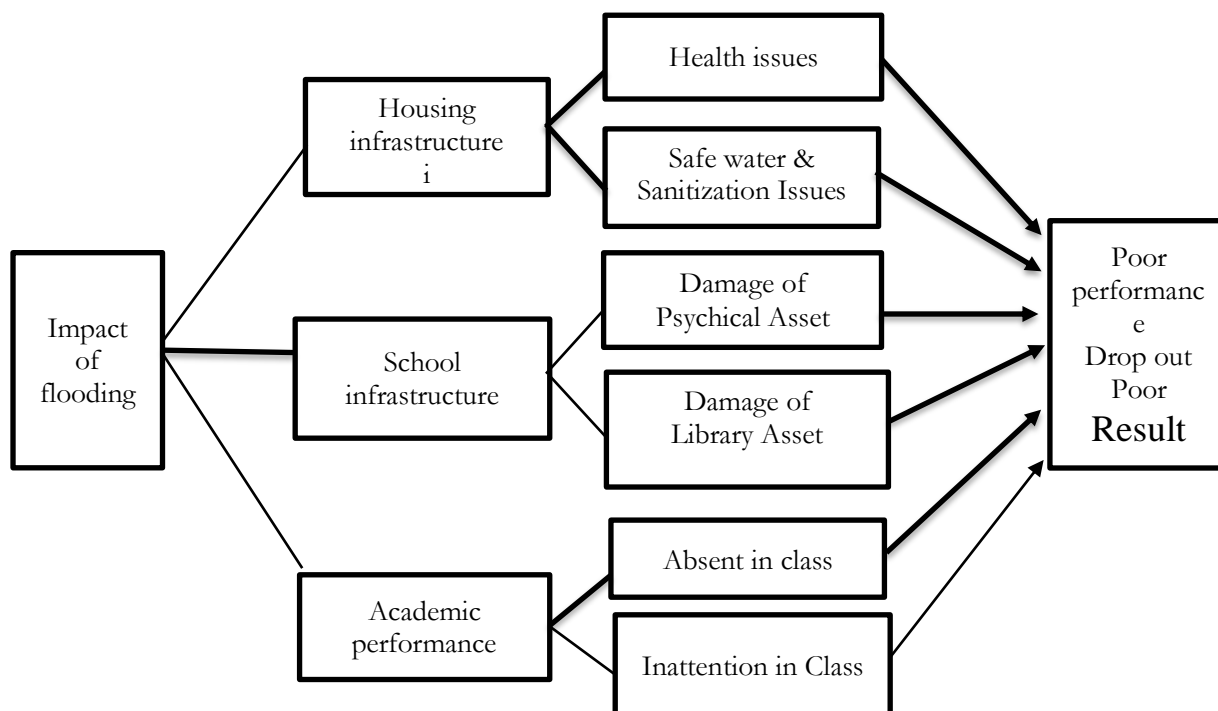 Impact
of
flooding
Housing
infrastructure
i
School
infrastructure
Academic
performance
Health issues
Safe water &
Sanitization Issues
Damage of
Psychical Asset
Damage of
Library Asset
Absent in class
Inattention in Class
Poor
performanc
e
Drop out
Poor
Result